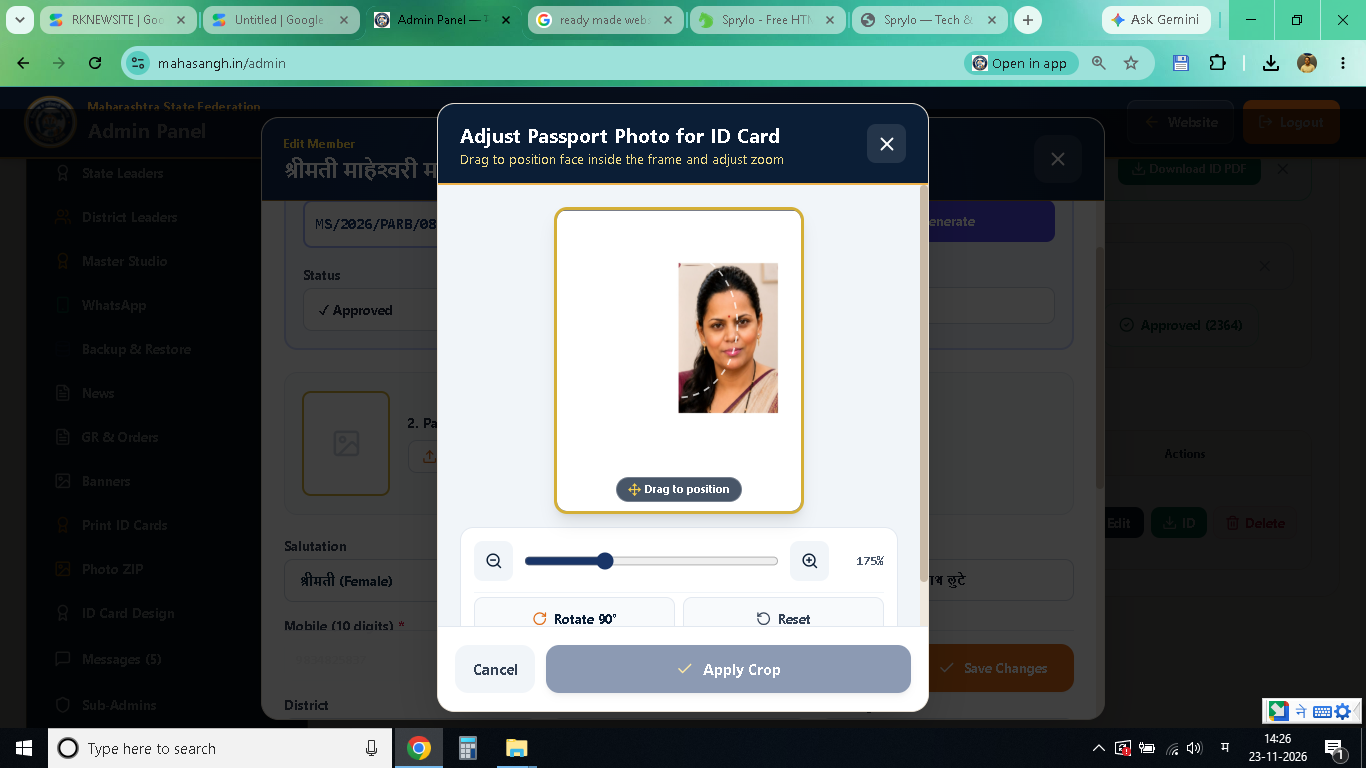 RKNEWSITE | Goo
Untitled | Google
Admin Panel —
ready made webs
Sprylo - Free HTM
Sprylo — Tech &
Ask Gemini
mahasangh.in/admin
Open in app
Maharashtra State Federation
Admin Panel
Website
Logout
State Leaders
District Leaders
Master Studio
WhatsApp
Backup & Restore
News
GR & Orders
Banners
Print ID Cards
Photo ZIP
ID Card Design
Messages (5)
Sub-Admins
Edit Member
श्रीमती माहेश्वरी म
MS/2026/PARB/08
enerate
Status
✓ Approved
2. Pa
Salutation
श्रीमती (Female)
लुटे
Mobile (10 digits) *
District
Save Changes
Download ID PDF
Approved (2364)
Actions
Edit
ID
Delete
Adjust Passport Photo for ID Card
Drag to position face inside the frame and adjust zoom
Drag to position
175%
Rotate 90°
Reset
Cancel
Apply Crop
Type here to search
म
14:26
23-11-2026
1